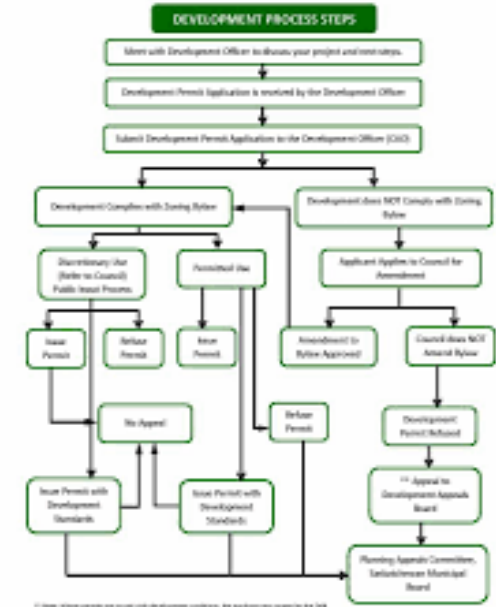 DEVELOPMENT PROCESS STEPS
Meet with Development Officer to discuss your project and next steps.
Development Permit Application is received by the Development Officer
Submit Development Permit Application to the Development Officer (CAO)
Development Complies with Zoning Bylaw
Development does NOT Comply with Zoning
Bylaw
Discretionary Use
(Refer to Council)
Public Input Process
Permitted Use
Applicant Applies to Council for
Amendment
Issue
Permit
Refuse
Permit
Issue
Permit
Amendment to
Bylaw Approved
Council does NOT
Amend Bylaw
No Appeal
Refuse
Permit
Development
Permit Refused
Issue Permit with
Development
Standards
Issue Permit with
Development
Standards
** Appeal to
Development Appeals
Board
Planning Appeals Committee,
Saskatchewan Municipal
Board